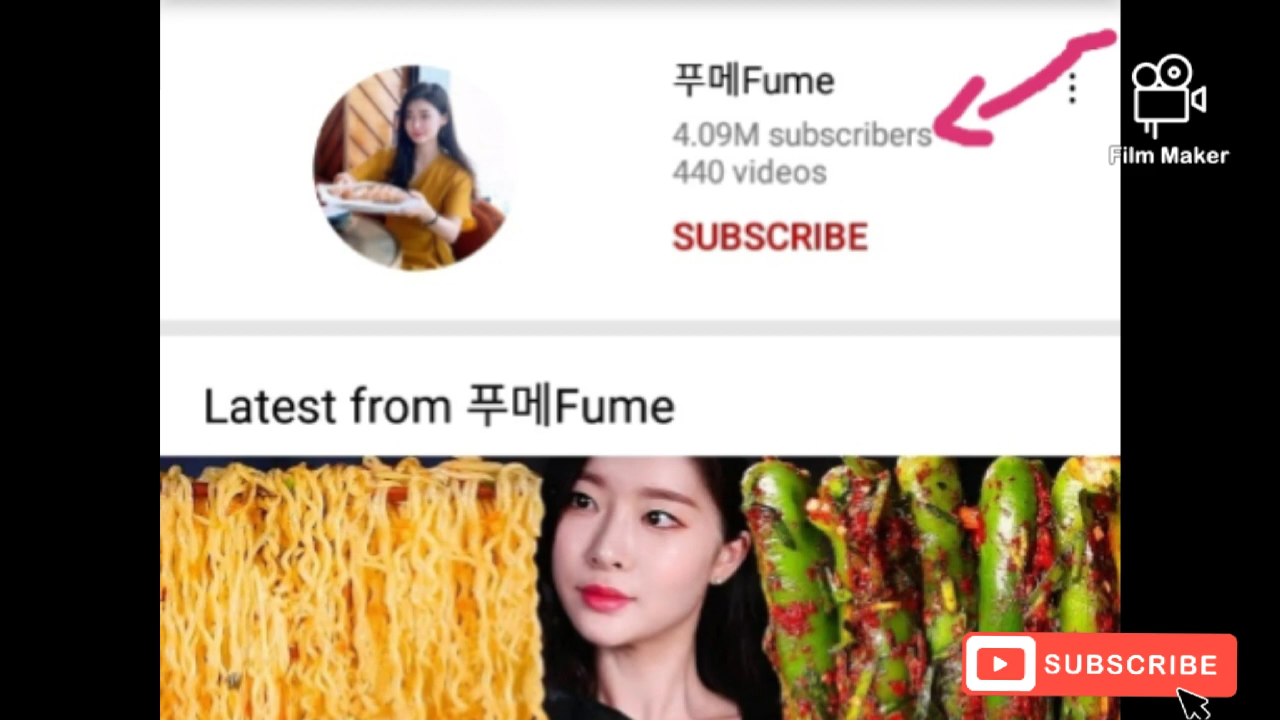 푸메Fume
4.09M subscribers
440 videos
SUBSCRIBE
Film Maker
Latest from 푸메Fume
SUBSCRIBE